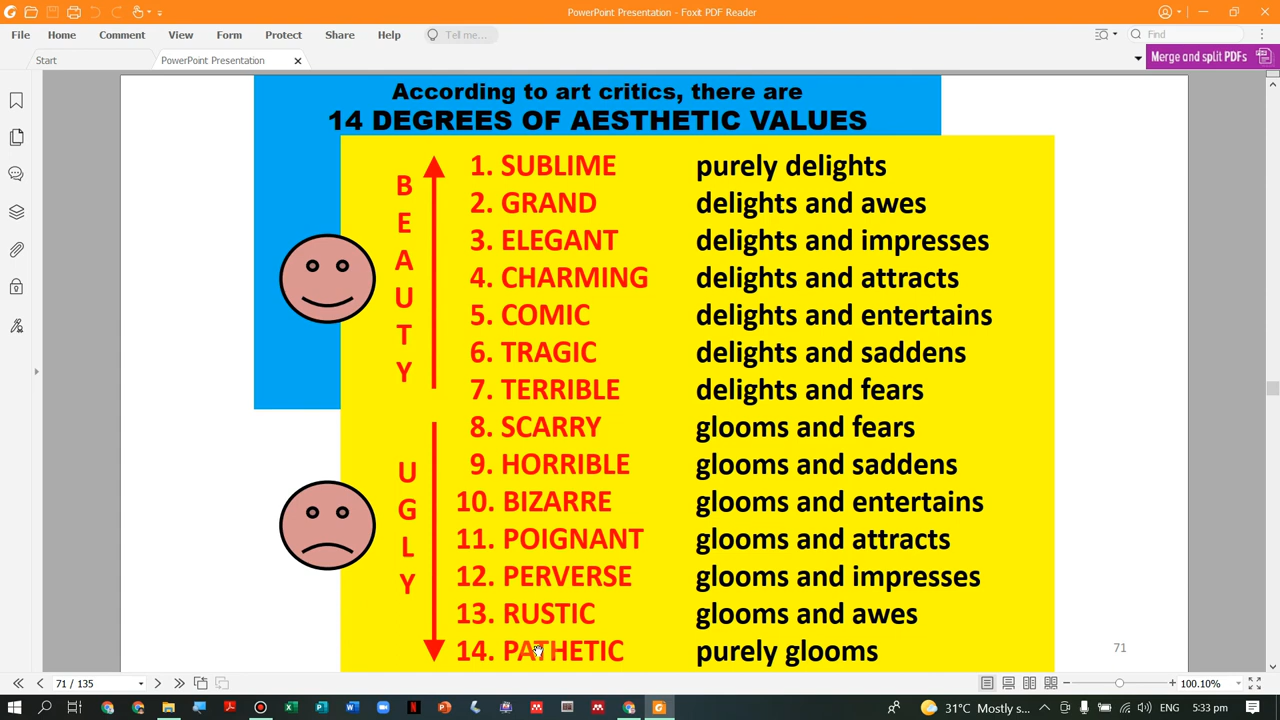 PowerPoint Presentation - Foxit PDF Reader
File Home Comment View Form Protect Share Help Tell me... Find
Start PowerPoint Presentation Merge and split PDFs
According to art critics, there are
14 DEGREES OF AESTHETIC VALUES
BEAUTY
1. SUBLIME purely delights
2. GRAND delights and awes
3. ELEGANT delights and impresses
4. CHARMING delights and attracts
5. COMIC delights and entertains
6. TRAGIC delights and saddens
7. TERRIBLE delights and fears
UGLY
8. SCARRY glooms and fears
9. HORRIBLE glooms and saddens
10. BIZARRE glooms and entertains
11. POIGNANT glooms and attracts
12. PERVERSE glooms and impresses
13. RUSTIC glooms and awes
14. PATHETIC purely glooms
71
71 / 135 100.10%
31°C Mostly s... ENG 5:33 pm